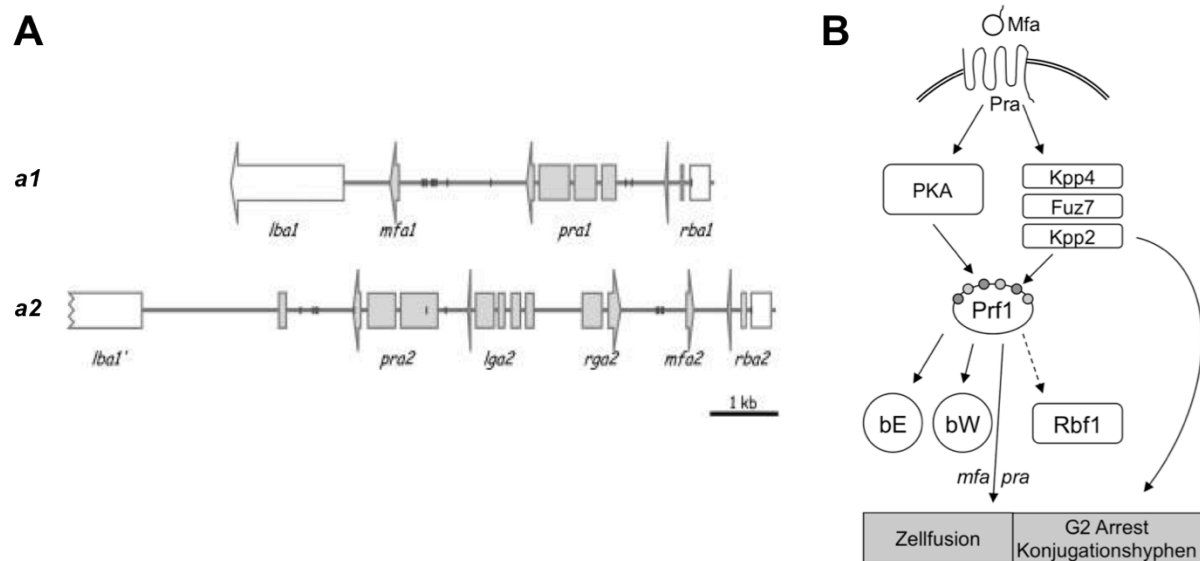 A
a1
lba1
mfa1
pra1
rba1
a2
lba1'
pra2
lga2
rga2
mfa2
rba2
1 kb
B
Mfa
Pra
PKA
Kpp4
Fuz7
Kpp2
Prf1
bE
bW
Rbf1
mfa
pra
Zellfusion
G2 Arrest
Konjugationshyphen